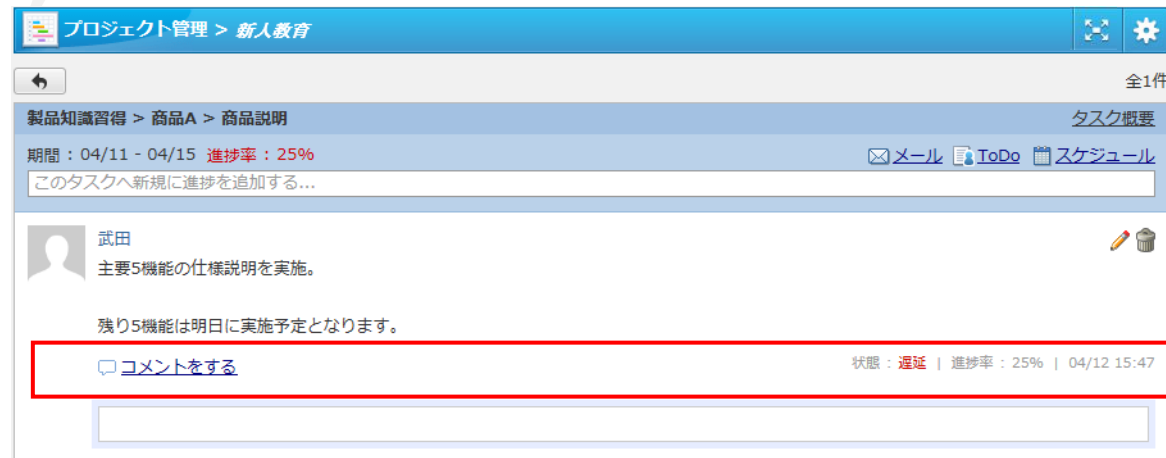 プロジェクト管理 > 新人教育
全1件
製品知識習得 > 商品A > 商品説明 タスク概要
期間 : 04/11 - 04/15 進捗率 : 25% メール ToDo スケジュール
このタスクへ新規に進捗を追加する...
武田
主要5機能の仕様説明を実施。
残り5機能は明日に実施予定となります。
コメントをする 状態 : 遅延 | 進捗率 : 25% | 04/12 15:47